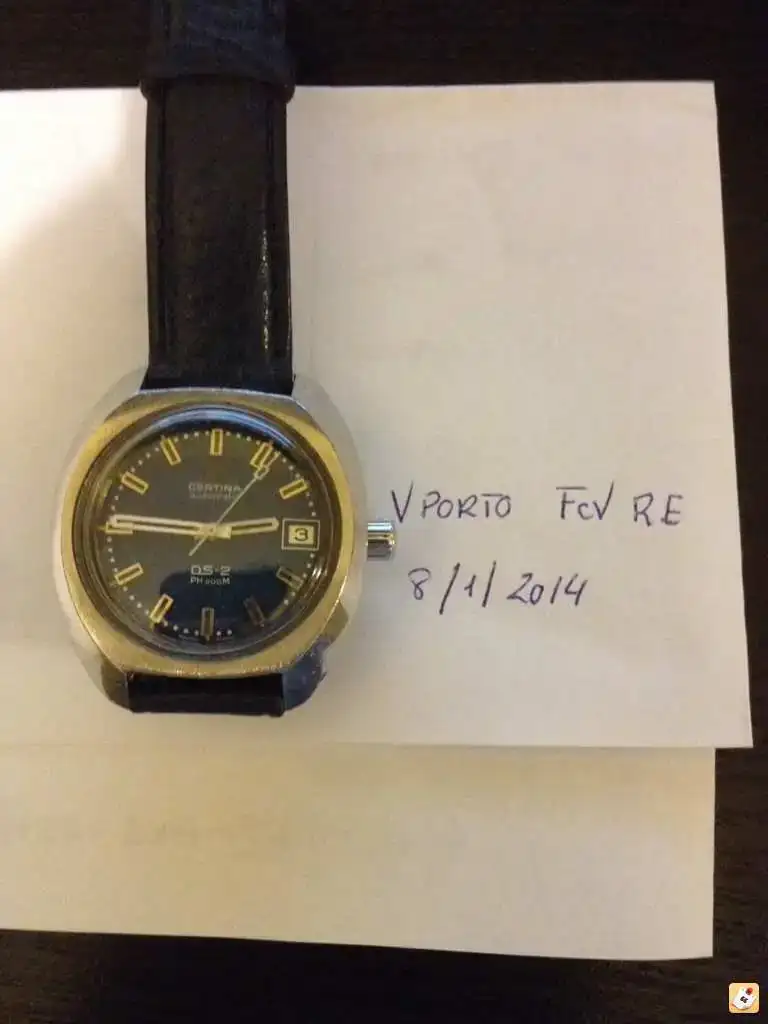 CERTINA
AUTOMATIC
3
DS-2
PH 200M
VPORTO FCV RE
8/1/2014